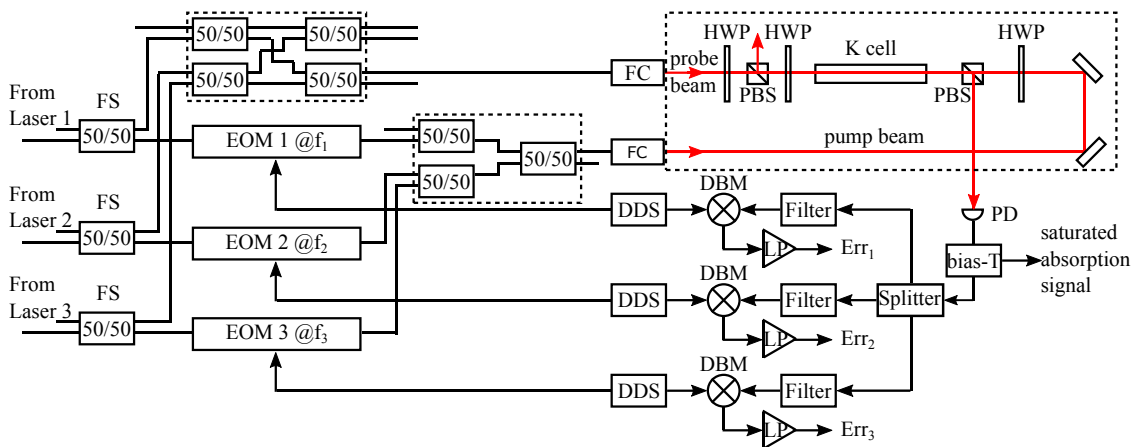 50/50
50/50
HWP
HWP
K cell
HWP
50/50
50/50
FC
probe
beam
PBS
PBS
From
Laser 1
FS
50/50
EOM 1 @f₁
50/50
50/50
50/50
FC
pump beam
From
Laser 2
FS
50/50
EOM 2 @f₂
DDS
DBM
Filter
PD
LP
Err₁
bias-T
saturated
absorption
signal
From
Laser 3
FS
50/50
EOM 3 @f₃
DDS
DBM
Filter
Splitter
LP
Err₂
DDS
DBM
Filter
LP
Err₃